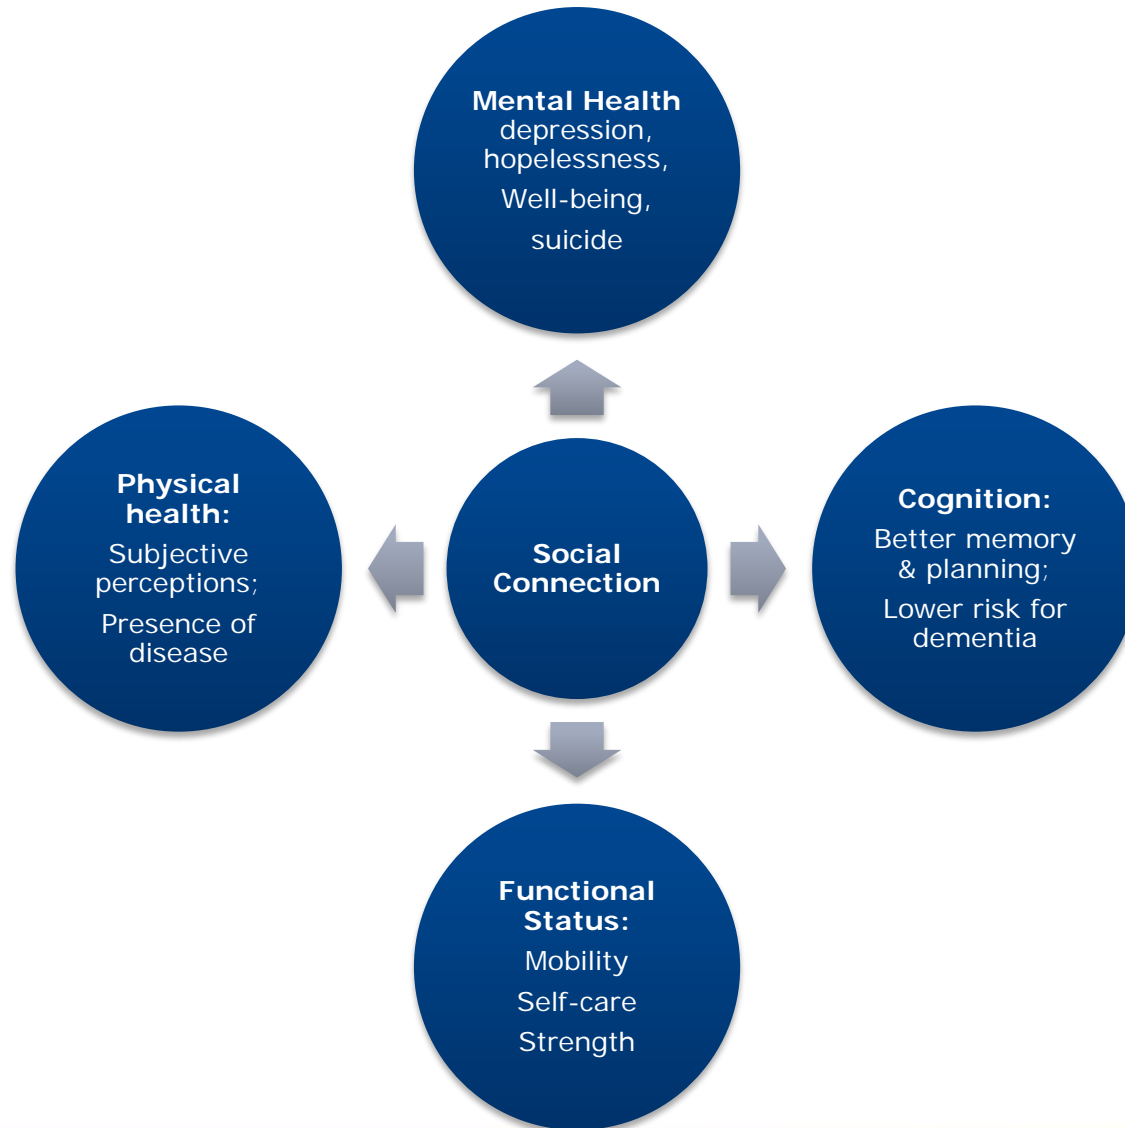 Mental Health
depression,
hopelessness,
Well-being,
suicide
Physical
health:
Subjective
perceptions;
Presence of
disease
Social
Connection
Cognition:
Better memory
& planning;
Lower risk for
dementia
Functional
Status:
Mobility
Self-care
Strength